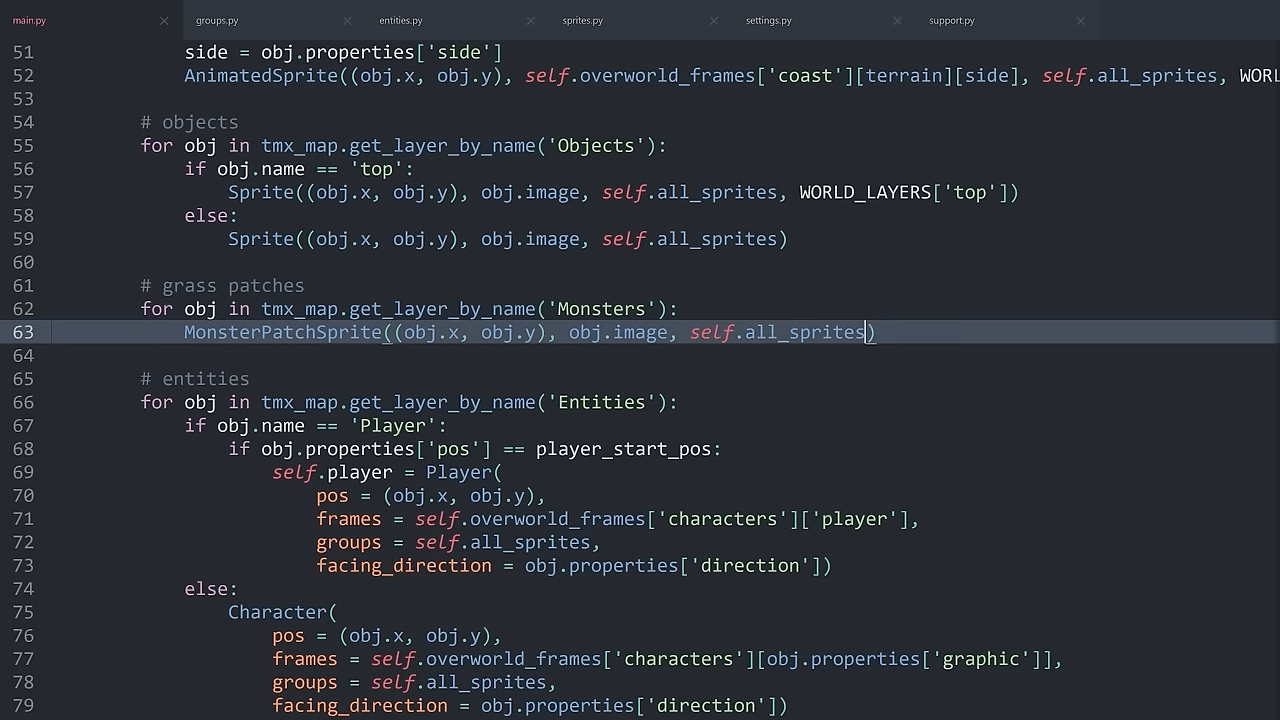 main.py groups.py entities.py sprites.py settings.py support.py
51 side = obj.properties['side']
52 AnimatedSprite((obj.x, obj.y), self.overworld_frames['coast'][terrain][side], self.all_sprites, WORL
53
54 # objects
55 for obj in tmx_map.get_layer_by_name('Objects'):
56 if obj.name == 'top':
57 Sprite((obj.x, obj.y), obj.image, self.all_sprites, WORLD_LAYERS['top'])
58 else:
59 Sprite((obj.x, obj.y), obj.image, self.all_sprites)
60
61 # grass patches
62 for obj in tmx_map.get_layer_by_name('Monsters'):
63 MonsterPatchSprite((obj.x, obj.y), obj.image, self.all_sprites)
64
65 # entities
66 for obj in tmx_map.get_layer_by_name('Entities'):
67 if obj.name == 'Player':
68 if obj.properties['pos'] == player_start_pos:
69 self.player = Player(
70 pos = (obj.x, obj.y),
71 frames = self.overworld_frames['characters']['player'],
72 groups = self.all_sprites,
73 facing_direction = obj.properties['direction'])
74 else:
75 Character(
76 pos = (obj.x, obj.y),
77 frames = self.overworld_frames['characters'][obj.properties['graphic']],
78 groups = self.all_sprites,
79 facing_direction = obj.properties['direction'])